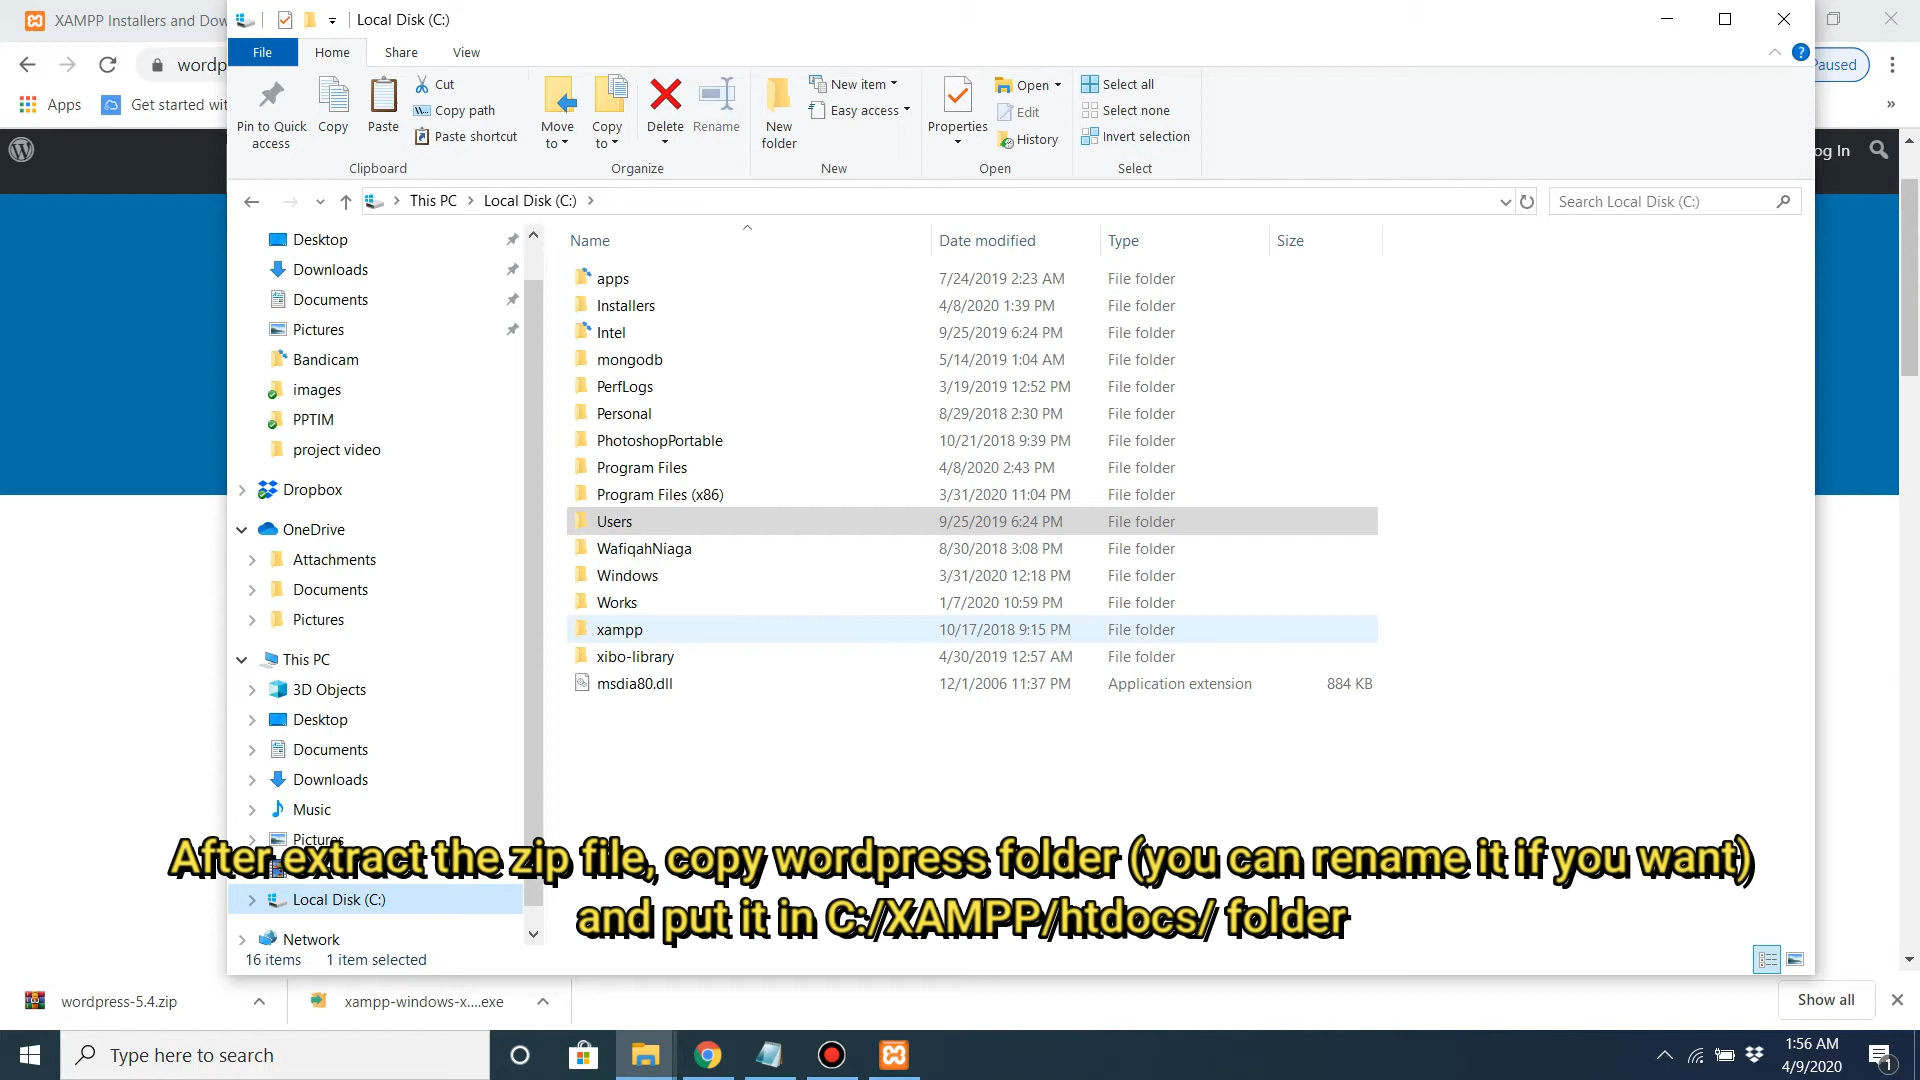 XAMPP Installers and Dow
Local Disk (C:)
File
Home
Share
View
wordp
Paused
Apps
Get started wit
»
Pin to Quick access
Copy
Paste
Cut
Copy path
Paste shortcut
Clipboard
Move to
Copy to
Delete
Rename
Organize
New folder
New item
Easy access
New
Properties
Open
Edit
History
Open
Select all
Select none
Invert selection
Select
og In
This PC
Local Disk (C:)
Search Local Disk (C:)
Name
Date modified
Type
Size
Desktop
Downloads
Documents
Pictures
Bandicam
images
PPTIM
project video
Dropbox
OneDrive
Attachments
Documents
Pictures
This PC
3D Objects
Desktop
Documents
Downloads
Music
Pictures
Local Disk (C:)
Network
apps 7/24/2019 2:23 AM File folder
Installers 4/8/2020 1:39 PM File folder
Intel 9/25/2019 6:24 PM File folder
mongodb 5/14/2019 1:04 AM File folder
PerfLogs 3/19/2019 12:52 PM File folder
Personal 8/29/2018 2:30 PM File folder
PhotoshopPortable 10/21/2018 9:39 PM File folder
Program Files 4/8/2020 2:43 PM File folder
Program Files (x86) 3/31/2020 11:04 PM File folder
Users 9/25/2019 6:24 PM File folder
WafiqahNiaga 8/30/2018 3:08 PM File folder
Windows 3/31/2020 12:18 PM File folder
Works 1/7/2020 10:59 PM File folder
xampp 10/17/2018 9:15 PM File folder
xibo-library 4/30/2019 12:57 AM File folder
msdia80.dll 12/1/2006 11:37 PM Application extension 884 KB
After extract the zip file, copy wordpress folder (you can rename it if you want)
and put it in C:/XAMPP/htdocs/ folder
16 items 1 item selected
wordpress-5.4.zip
xampp-windows-x....exe
Show all
Type here to search
1:56 AM
4/9/2020
1